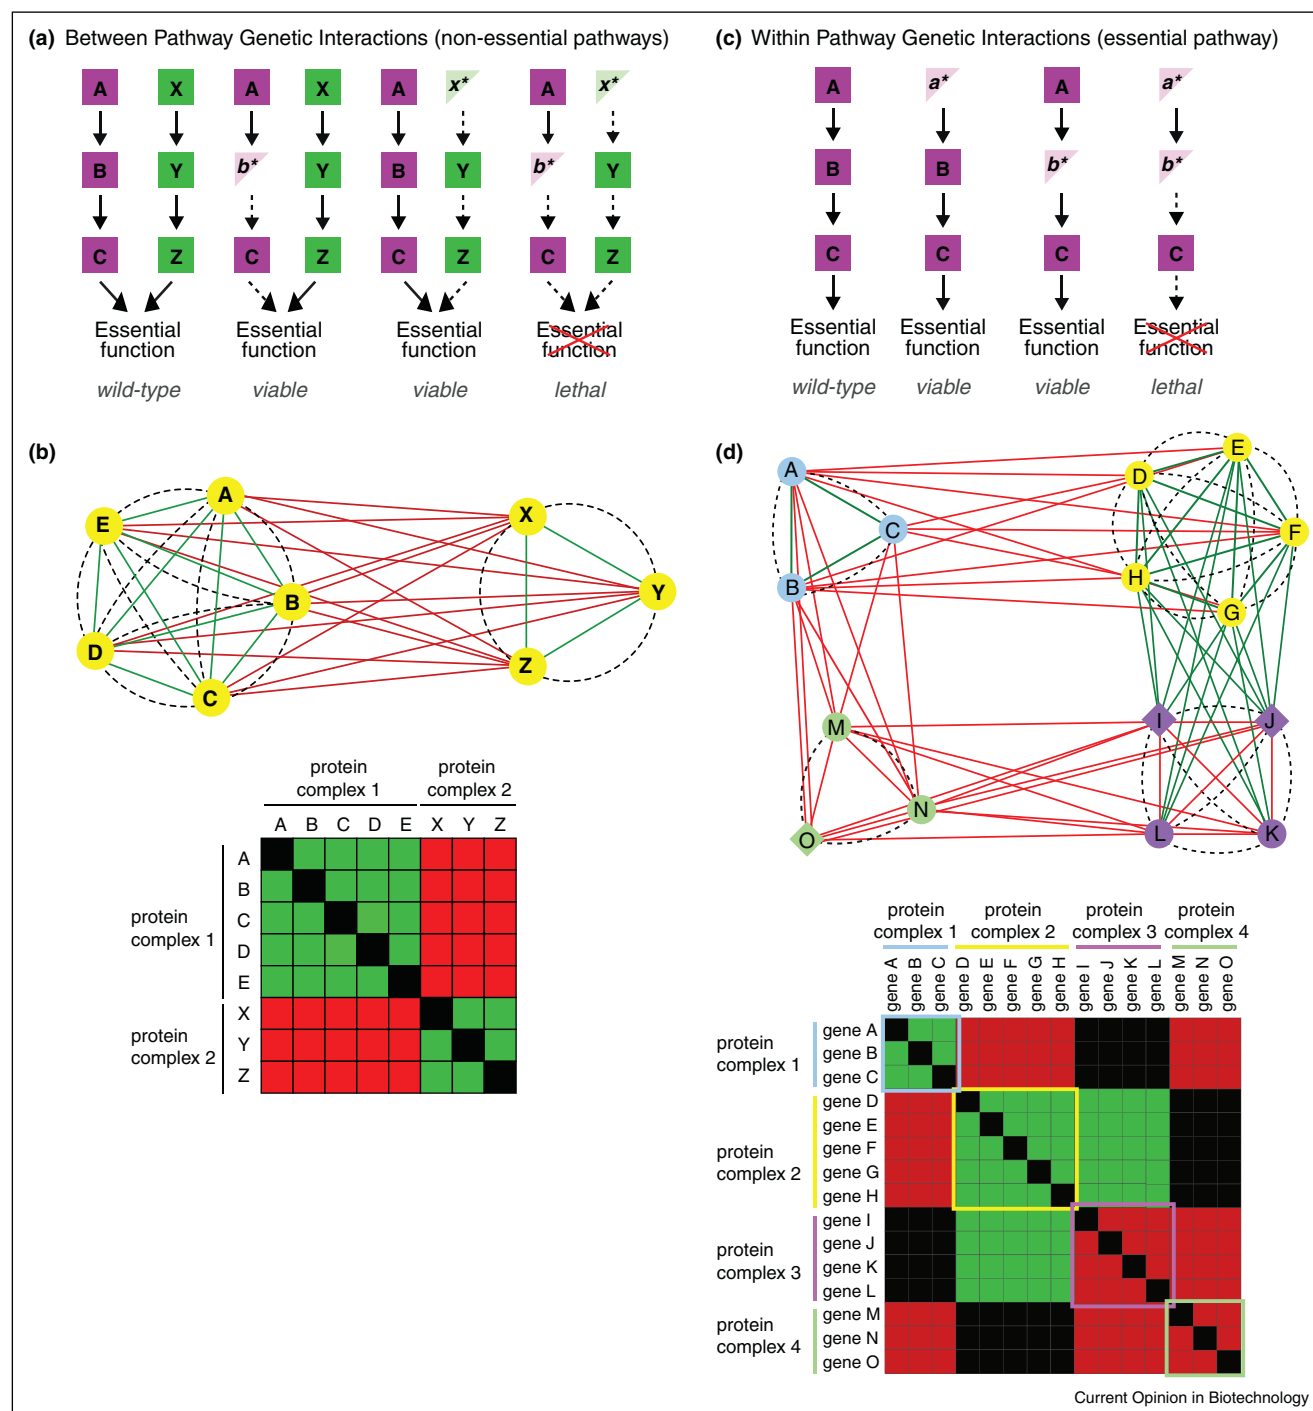 (a) Between Pathway Genetic Interactions (non-essential pathways)
A X A X A x* A x*
B Y b* Y B Y b* Y
C Z C Z C Z C Z
Essential function
Essential function
Essential function
Essential function
wild-type viable viable lethal
(c) Within Pathway Genetic Interactions (essential pathway)
A a* A a*
B B b* b*
C C C C
Essential function
Essential function
Essential function
Essential function
wild-type viable viable lethal
(b)
A
E
X
B
Y
D
Z
C
protein complex 1
protein complex 2
A B C D E X Y Z
protein complex 1
A
B
C
D
E
protein complex 2
X
Y
Z
(d)
E
A
D
C
F
H
B
G
I
J
M
N
O
L
K
protein complex 1
protein complex 2
protein complex 3
protein complex 4
gene A gene B gene C gene D gene E gene F gene G gene H gene I gene J gene K gene L gene M gene N gene O
protein complex 1
gene A
gene B
gene C
protein complex 2
gene D
gene E
gene F
gene G
gene H
protein complex 3
gene I
gene J
gene K
gene L
protein complex 4
gene M
gene N
gene O
Current Opinion in Biotechnology